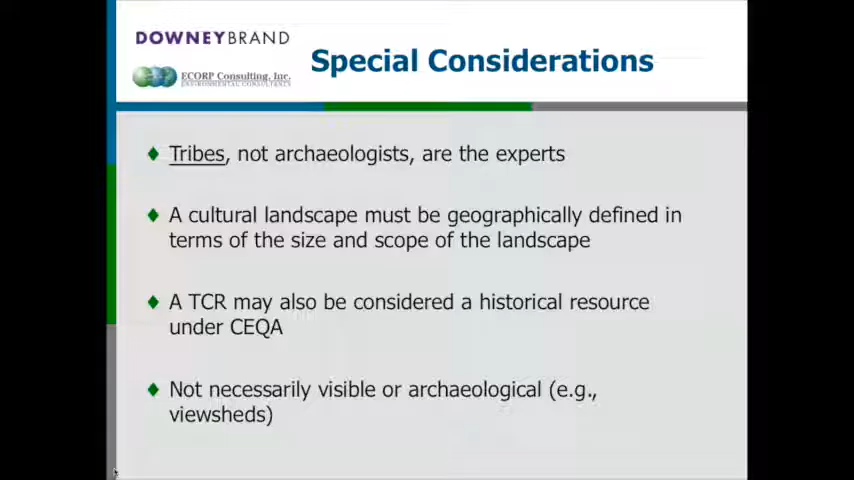 DOWNEYBRAND
ECORP Consulting, Inc.
ENVIRONMENTAL CONSULTANTS
Special Considerations
Tribes, not archaeologists, are the experts
A cultural landscape must be geographically defined in
terms of the size and scope of the landscape
A TCR may also be considered a historical resource
under CEQA
Not necessarily visible or archaeological (e.g.,
viewsheds)